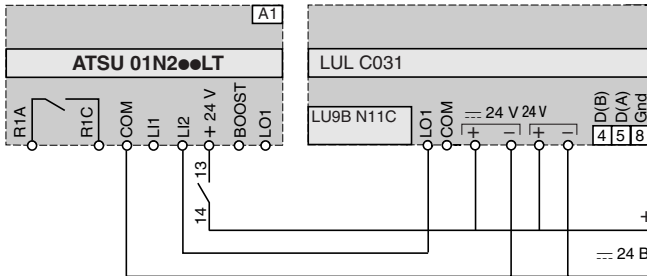 A1
ATSU 01N2●●LT
R1A
R1C
COM
LI1
LI2
+ 24 V
BOOST
LO1
13
14
LUL C031
LU9B N11C
LO1
COM
24 V 24 V
+ − + −
D(B)
D(A)
Gnd
4 5 8
+
24 В